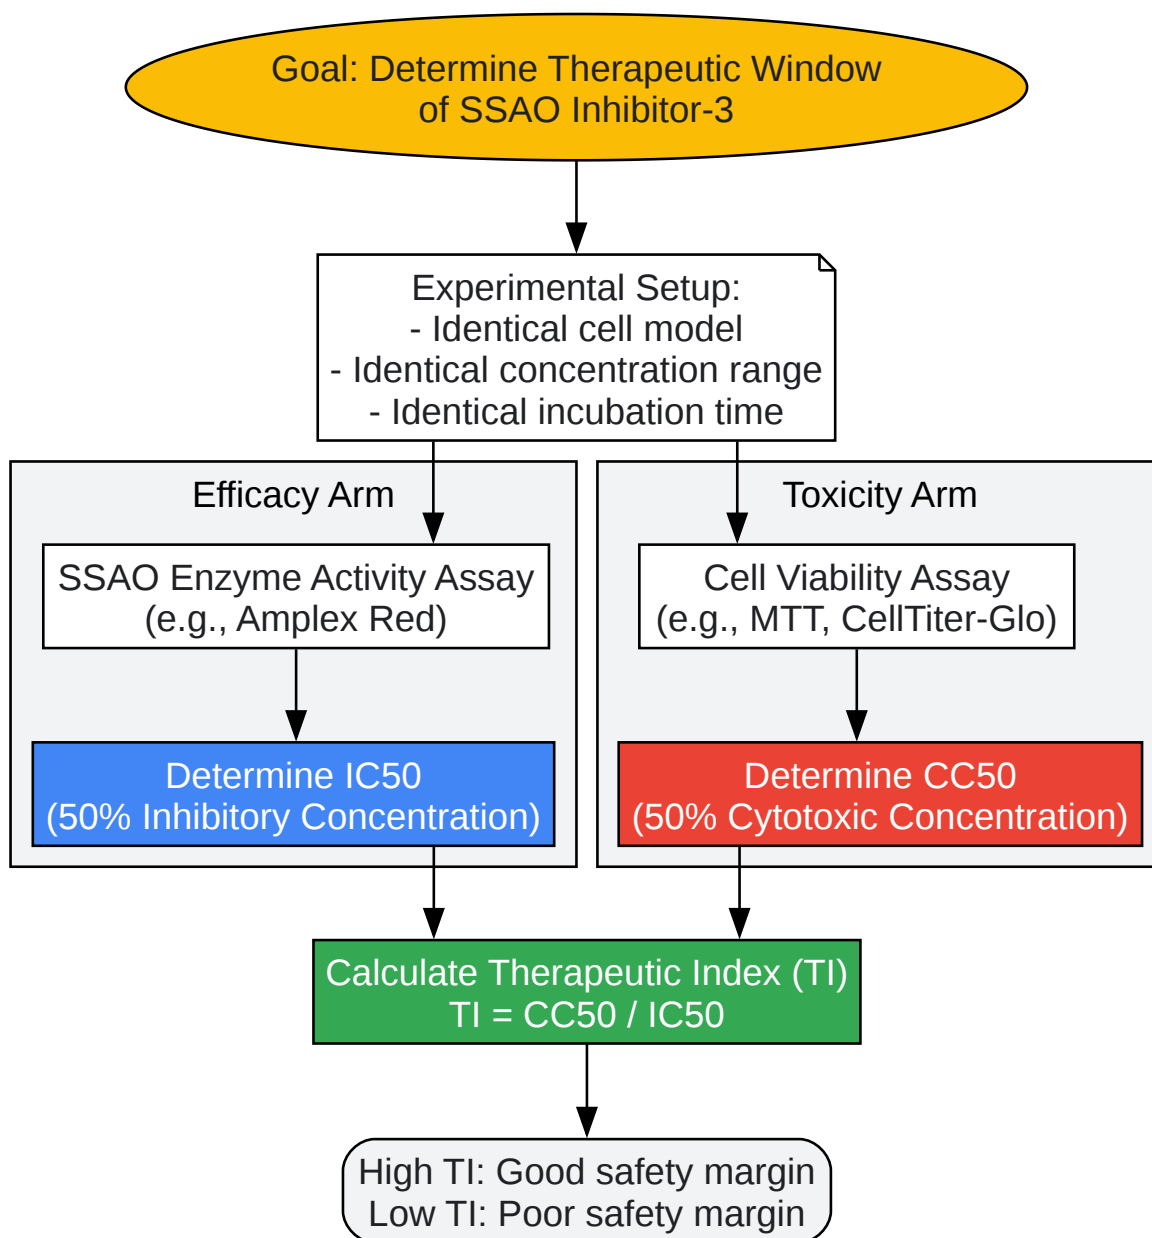 Goal: Determine Therapeutic Window
of SSAO Inhibitor-3
Experimental Setup:
- Identical cell model
- Identical concentration range
- Identical incubation time
Efficacy Arm
SSAO Enzyme Activity Assay
(e.g., Amplex Red)
Determine IC50
(50% Inhibitory Concentration)
Toxicity Arm
Cell Viability Assay
(e.g., MTT, CellTiter-Glo)
Determine CC50
(50% Cytotoxic Concentration)
Calculate Therapeutic Index (TI)
TI = CC50 / IC50
High TI: Good safety margin
Low TI: Poor safety margin